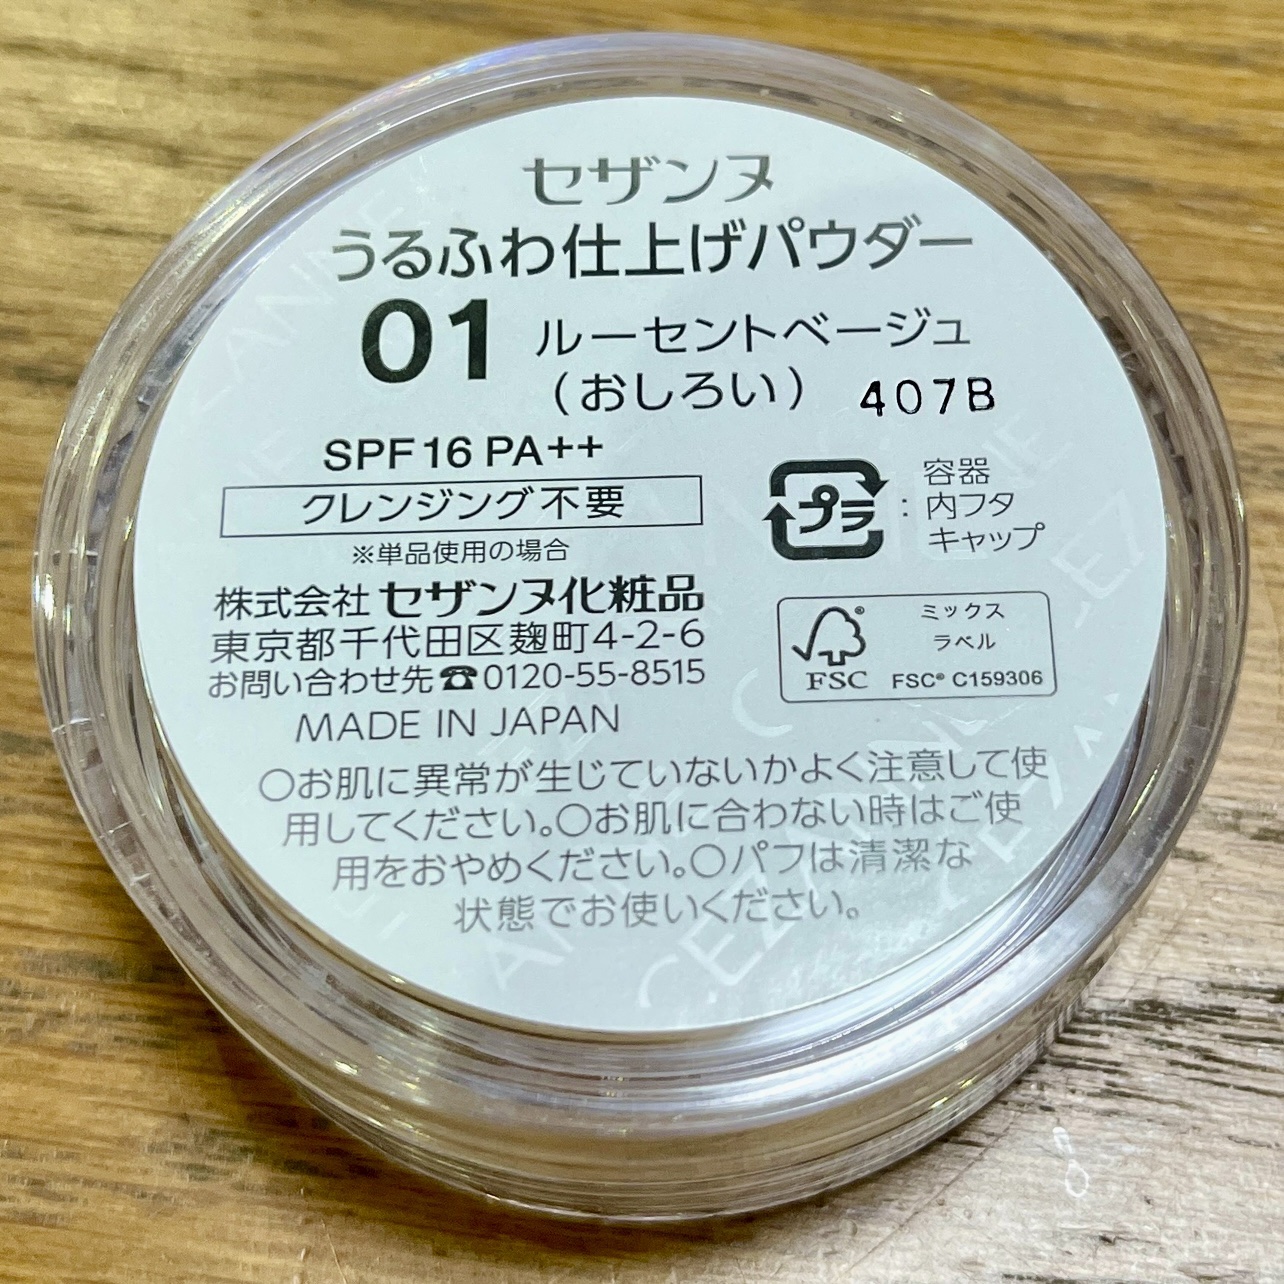 セザンヌ
うるふわ仕上げパウダー
01 ルーセントベージュ
(おしろい) 407B
SPF16 PA++
クレンジング不要
※単品使用の場合
プラ : 容器
内フタ
キャップ
株式会社 セザンヌ化粧品
東京都千代田区麹町4-2-6
お問い合わせ先☎0120-55-8515
MADE IN JAPAN
FSC®
ミックス
ラベル
FSC® C159306
○お肌に異常が生じていないかよく注意して使
用してください。○お肌に合わない時はご使
用をおやめください。○パフは清潔な
状態でお使いください。
CEZANNE